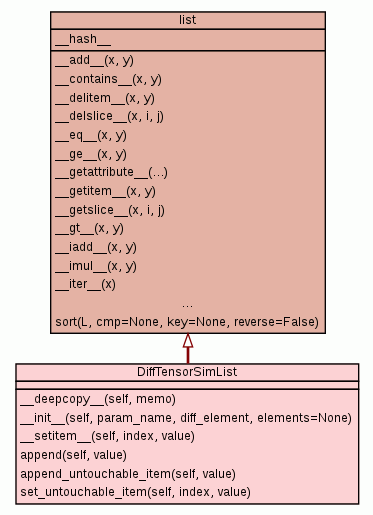 list
__hash__
__add__(x, y)
__contains__(x, y)
__delitem__(x, y)
__delslice__(x, i, j)
__eq__(x, y)
__ge__(x, y)
__getattribute__(...)
__getitem__(x, y)
__getslice__(x, i, j)
__gt__(x, y)
__iadd__(x, y)
__imul__(x, y)
__iter__(x)
...
sort(L, cmp=None, key=None, reverse=False)
DiffTensorSimList
__deepcopy__(self, memo)
__init__(self, param_name, diff_element, elements=None)
__setitem__(self, index, value)
append(self, value)
append_untouchable_item(self, value)
set_untouchable_item(self, index, value)